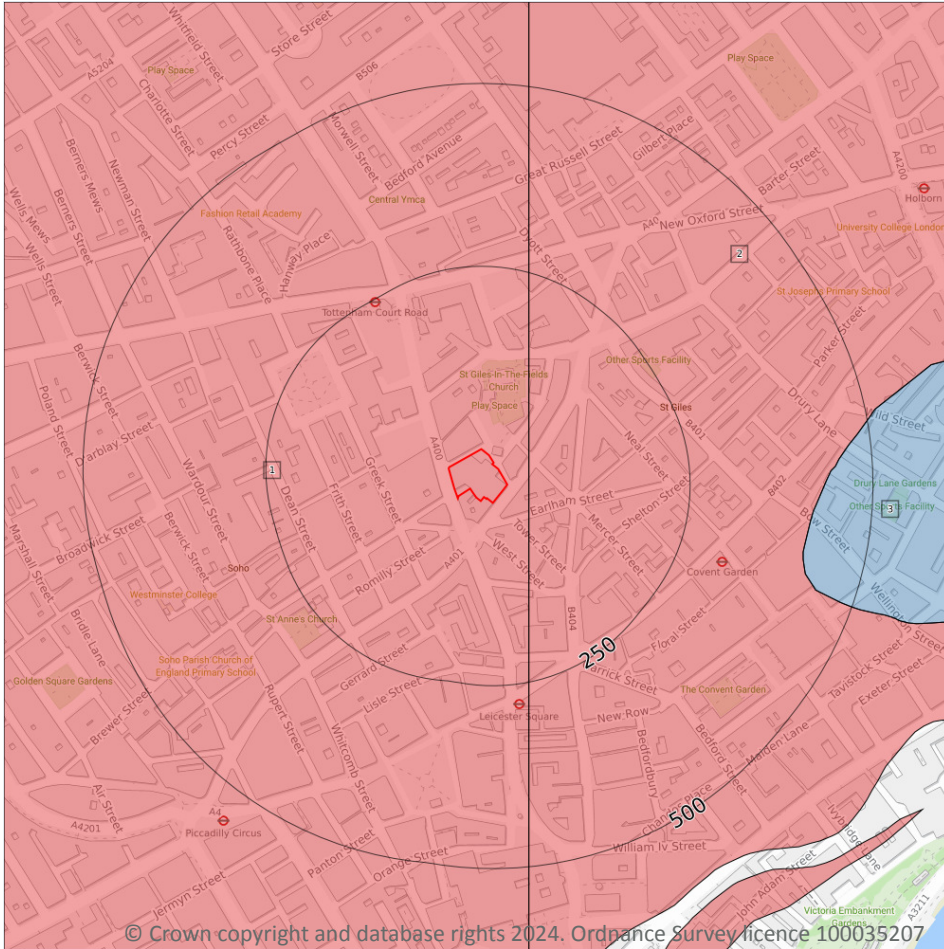 Whitfield Street
Store Street
A5204
Play Space
B506
Play Space
Charlotte Street
Morwell Street
Percy Street
Bedford Avenue
Great Russell Street
Gilbert Place
Barter Street
A4200
Berners Mews
Newman Street
Wells Mews
Berners Street
Central Ymca
Holborn
Fashion Retail Academy
A40
New Oxford Street
University College London
Rathbone Place
Hanway Place
Dyott Street
2
Wells Street
St Josephs Primary School
Tottenham Court Road
Parker Street
Berwick Street
Other Sports Facility
St Giles-In-The-Fields
Church
Play Space
Poland Street
St Giles
Drury Lane
B401
ild Street
D'arblay Street
A400
Neal Street
1
Greek Street
Wardour Street
Dean Street
Frith Street
Shelton Street
B402
Drury Lane Gardens
Other Sports Facility
3
Earlham Street
Mercer Street
Bow Street
Broadwick Street
Berwick Street
Tower Street
West Street
Marshall Street
Romilly Street
A401
Covent Garden
Soho
Westminster College
Wellington Street
B404
St Anne's Church
Floral Street
Bridle Lane
250
Soho Parish Church of
England Primary School
Gerrard Street
Garrick Street
Tavistock Street
Golden Square Gardens
Exeter Street
The Convent Garden
Lisle Street
Brewer Street
Rupert Street
Leicester Square
New Row
Whitcomb Street
Bedfordbury
Bedford Street
Maiden Lane
Air Street
A4
500
Chandos Place
A4201
Piccadilly Circus
Ivybridge Lane
Panton Street
Orange Street
William Iv Street
John Adam Street
Jermyn Street
Victoria Embankment
Gardens
A3211
© Crown copyright and database rights 2024. Ordnance Survey licence 100035207